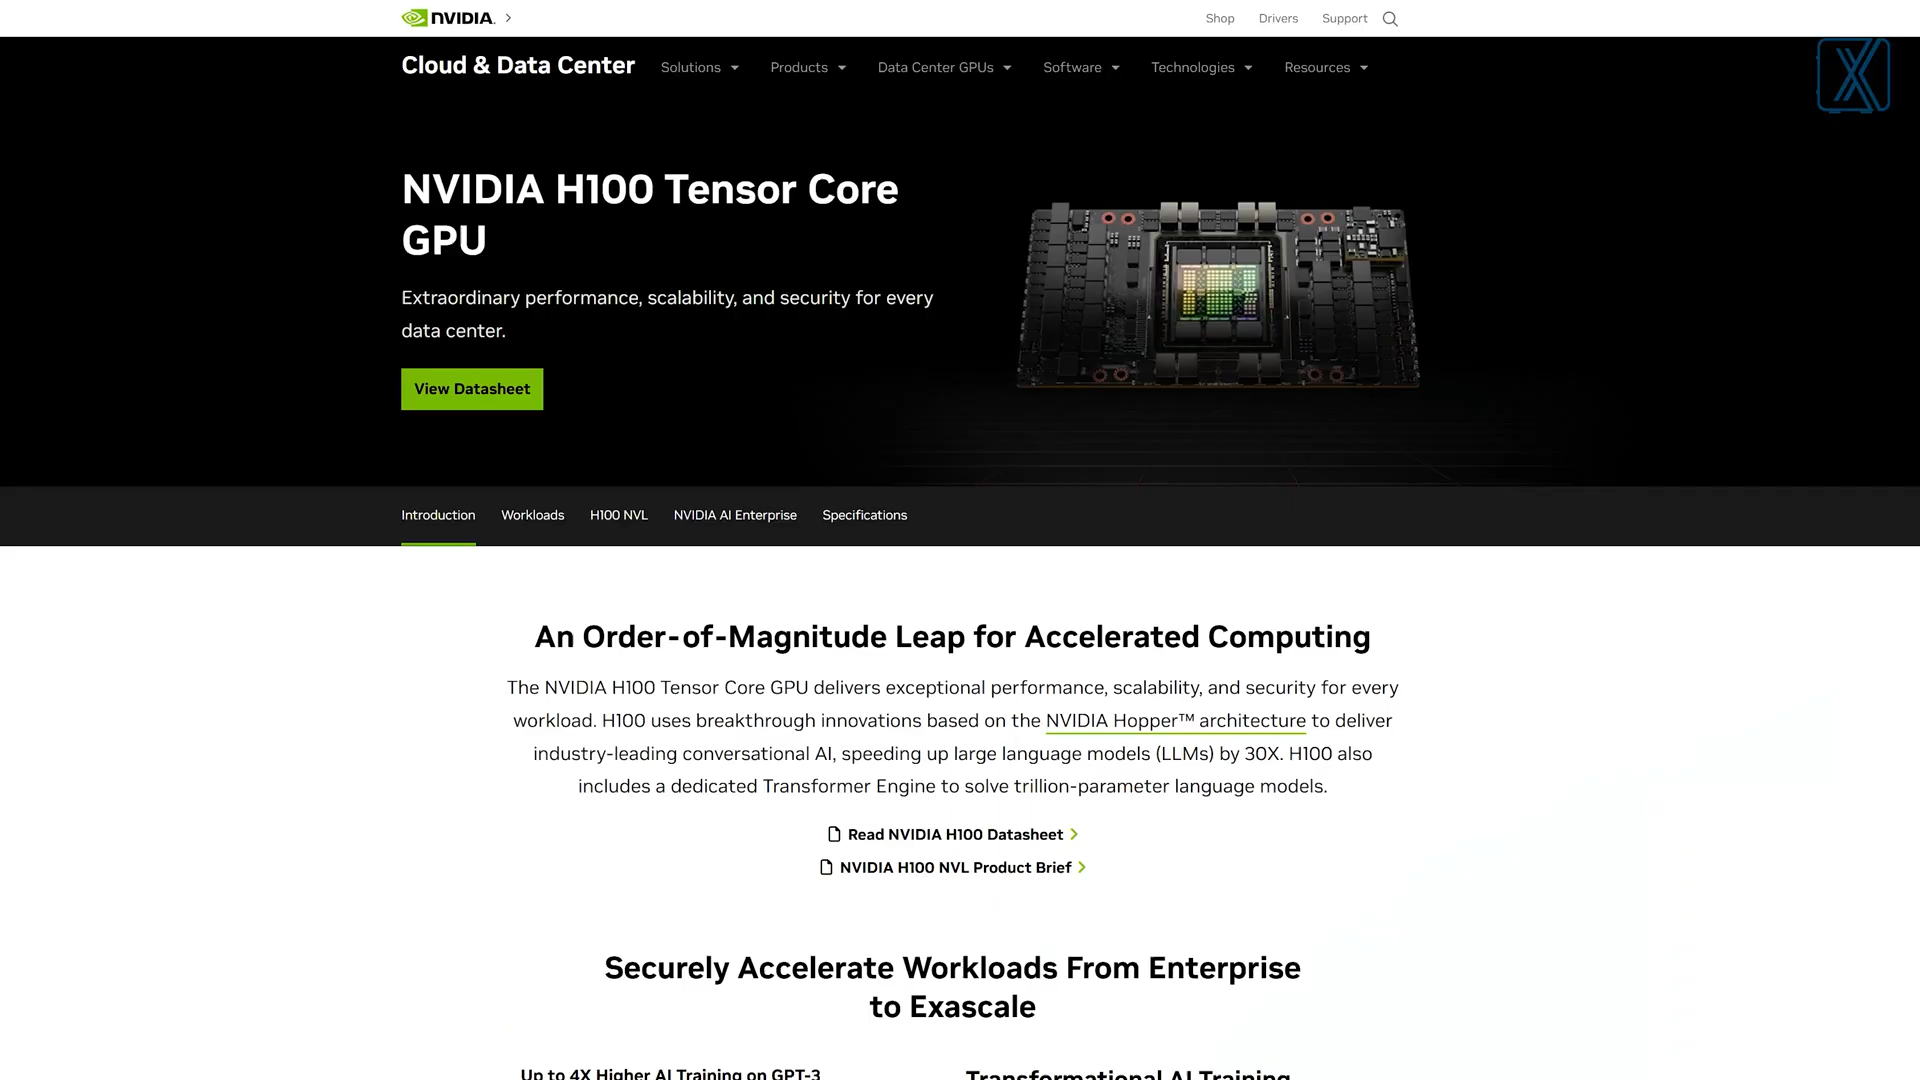 NVIDIA.
Shop Drivers Support
Cloud & Data Center Solutions Products Data Center GPUs Software Technologies Resources
NVIDIA H100 Tensor Core
GPU
Extraordinary performance, scalability, and security for every
data center.
View Datasheet
Introduction Workloads H100 NVL NVIDIA AI Enterprise Specifications
An Order-of-Magnitude Leap for Accelerated Computing
The NVIDIA H100 Tensor Core GPU delivers exceptional performance, scalability, and security for every
workload. H100 uses breakthrough innovations based on the NVIDIA Hopper™ architecture to deliver
industry-leading conversational AI, speeding up large language models (LLMs) by 30X. H100 also
includes a dedicated Transformer Engine to solve trillion-parameter language models.
Read NVIDIA H100 Datasheet
NVIDIA H100 NVL Product Brief
Securely Accelerate Workloads From Enterprise
to Exascale
Up to 4X Higher AI Training on GPT-3
Transformational AI Training